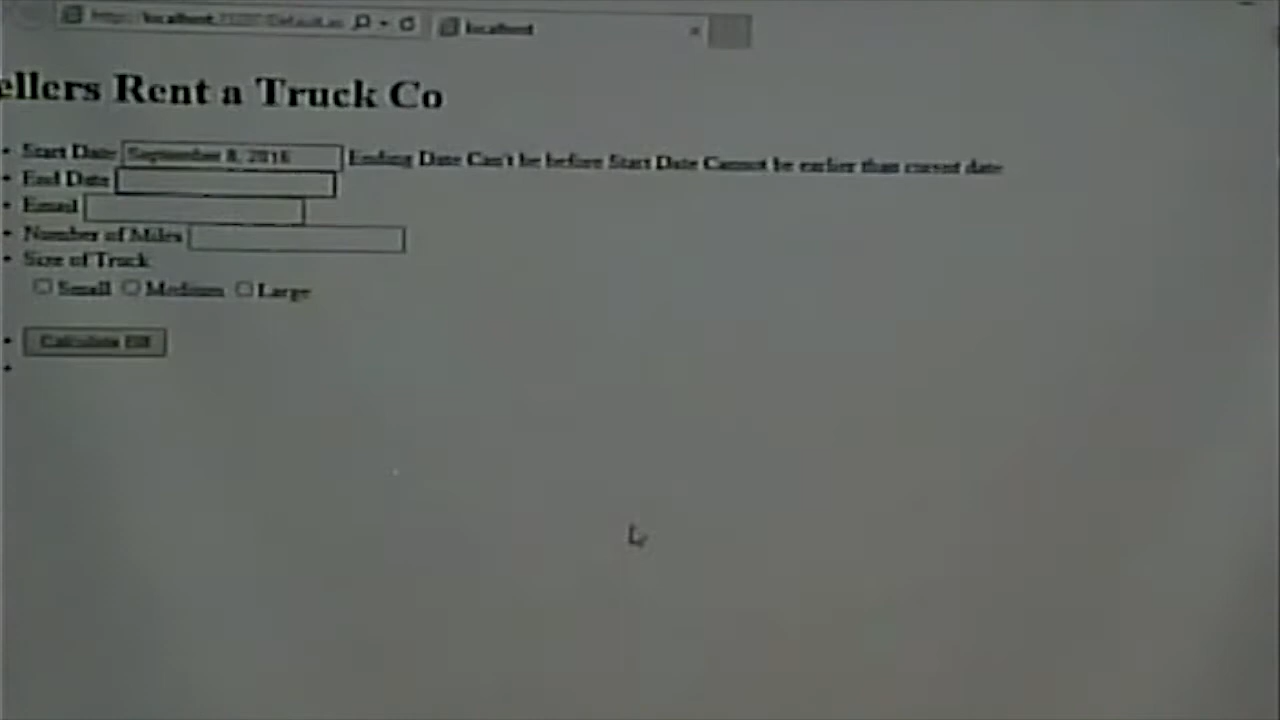 localhost
ellers Rent a Truck Co
Start Date September 8, 2016 Ending Date Can't be before Start Date Cannot be earlier than current date
End Date
Email
Number of Miles
Size of Truck
Small Medium Large
Calculate Bill